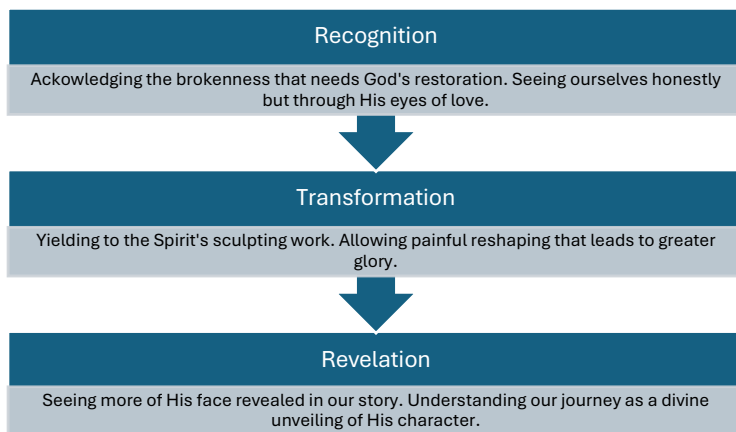 Recognition
Ackowledging the brokenness that needs God's restoration. Seeing ourselves honestly
but through His eyes of love.
Transformation
Yielding to the Spirit's sculpting work. Allowing painful reshaping that leads to greater
glory.
Revelation
Seeing more of His face revealed in our story. Understanding our journey as a divine
unveiling of His character.